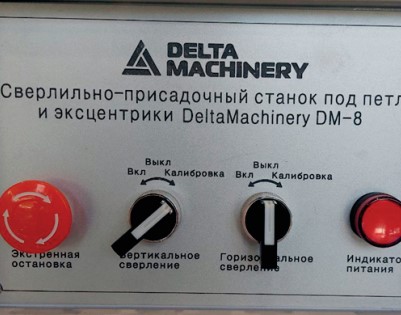 DELTA
MACHINERY
Сверлильно-присадочный станок под петл
и эксцентрики DeltaMachinery DM-8
Выкл
Вкл Калибровка
Выкл
Вкл Калибровка
Экстренная
остановка
Вертикальное
сверление
Горизонтальное
сверление
Индикато
питания